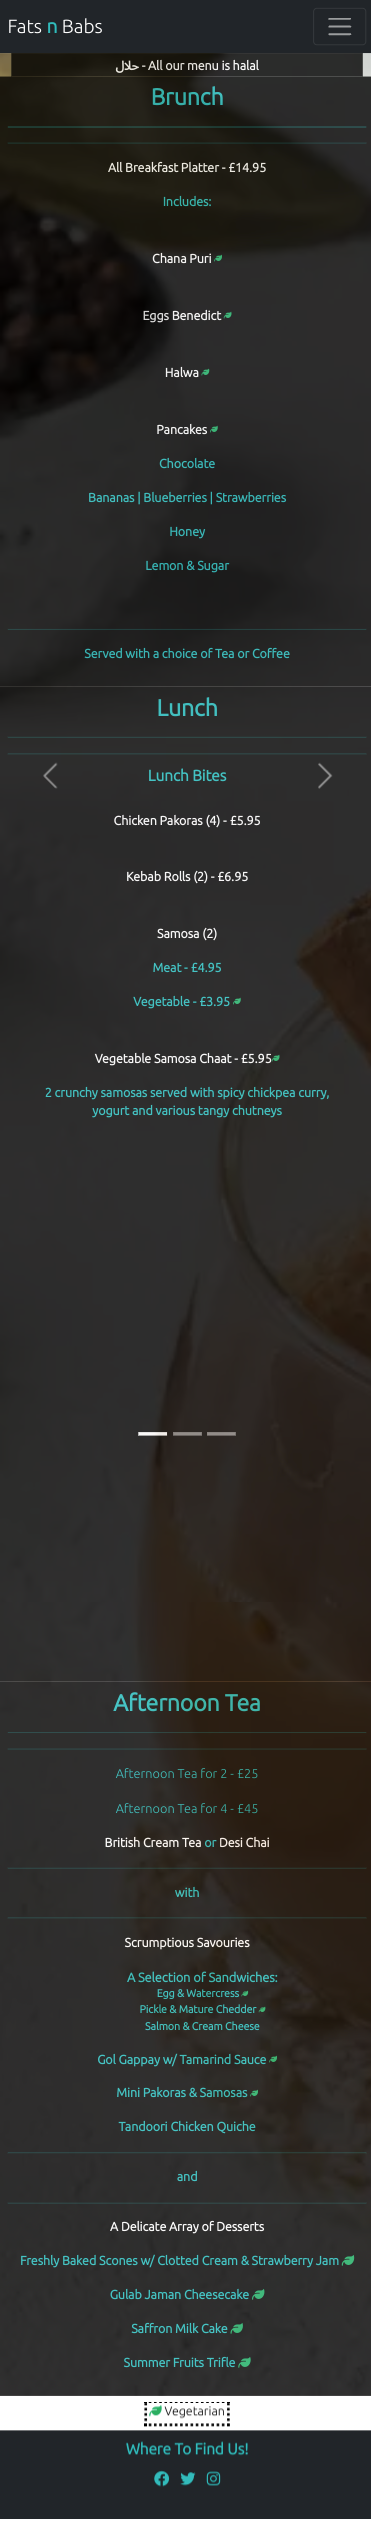 Fats n Babs
حلال - All our menu is halal
Brunch
All Breakfast Platter - £14.95
Includes:
Chana Puri
Eggs Benedict
Halwa
Pancakes
Chocolate
Bananas | Blueberries | Strawberries
Honey
Lemon & Sugar
Served with a choice of Tea or Coffee
Lunch
Lunch Bites
Chicken Pakoras (4) - £5.95
Kebab Rolls (2) - £6.95
Samosa (2)
Meat - £4.95
Vegetable - £3.95
Vegetable Samosa Chaat - £5.95
2 crunchy samosas served with spicy chickpea curry,
yogurt and various tangy chutneys
Afternoon Tea
Afternoon Tea for 2 - £25
Afternoon Tea for 4 - £45
British Cream Tea or Desi Chai
with
Scrumptious Savouries
A Selection of Sandwiches:
Egg & Watercress
Pickle & Mature Chedder
Salmon & Cream Cheese
Gol Gappay w/ Tamarind Sauce
Mini Pakoras & Samosas
Tandoori Chicken Quiche
and
A Delicate Array of Desserts
Freshly Baked Scones w/ Clotted Cream & Strawberry Jam
Gulab Jaman Cheesecake
Saffron Milk Cake
Summer Fruits Trifle
Vegetarian
Where To Find Us!